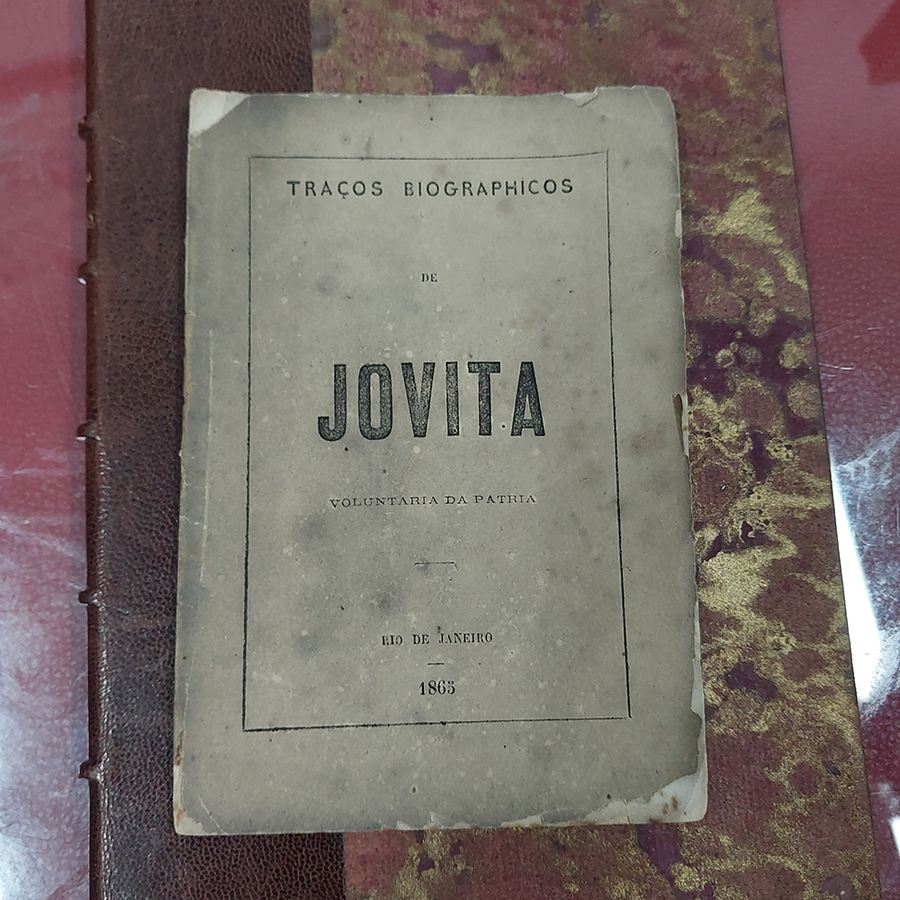 TRAÇOS BIOGRAPHICOS
DE
JOVITA
VOLUNTARIA DA PATRIA
RIO DE JANEIRO
1865